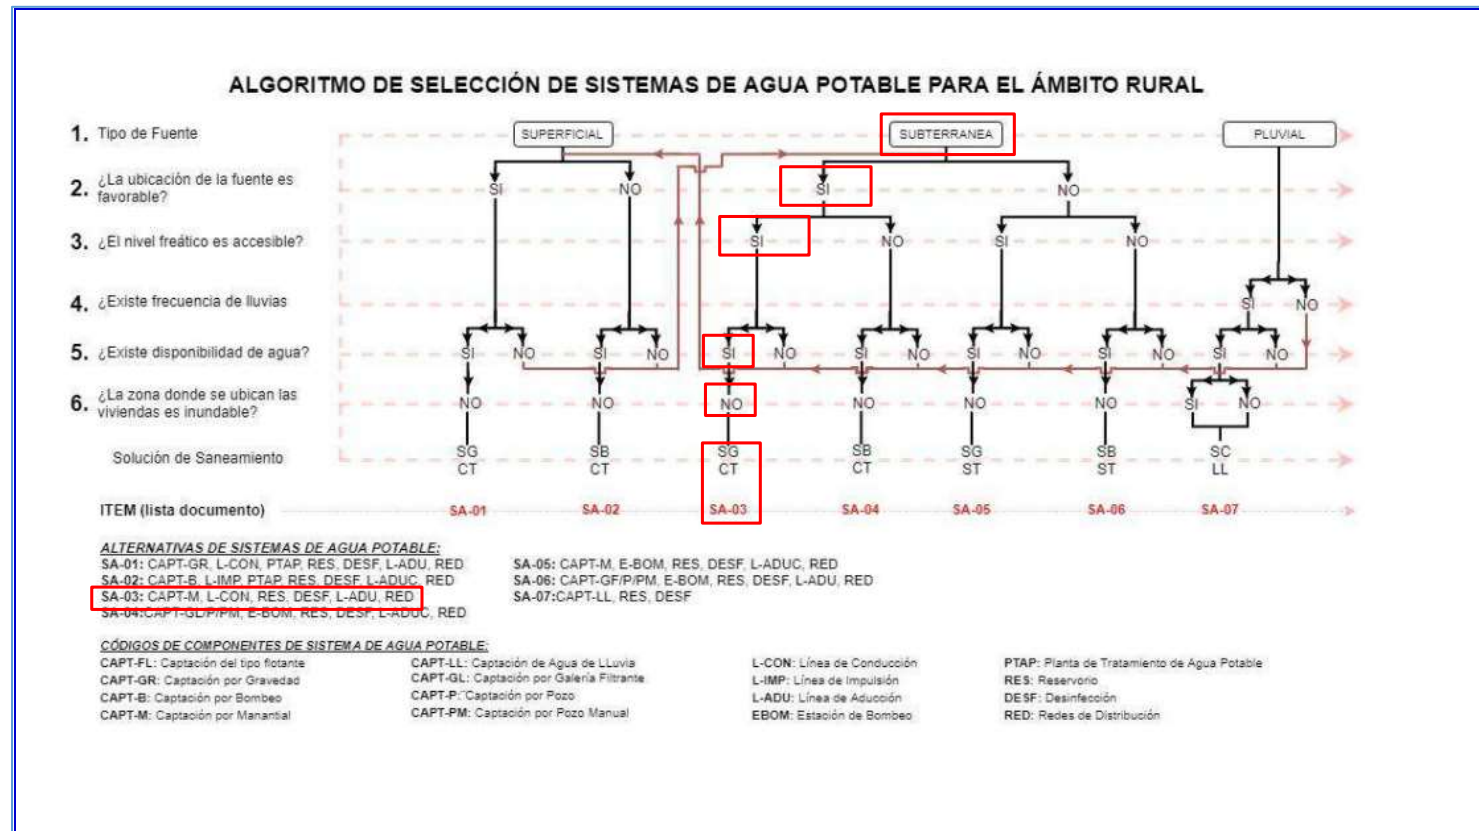 ALGORITMO DE SELECCIÓN DE SISTEMAS DE AGUA POTABLE PARA EL ÁMBITO RURAL
1. Tipo de Fuente SUPERFICIAL SUBTERRANEA PLUVIAL
2. ¿La ubicación de la fuente es
favorable?
SI NO SI NO
3. ¿El nivel freático es accesible? SI NO SI NO
4. ¿Existe frecuencia de lluvias SI NO
5. ¿Existe disponibilidad de agua? SI NO SI NO SI NO SI NO SI NO SI NO SI NO
6. ¿La zona donde se ubican las
viviendas es inundable?
NO NO NO NO NO NO SI NO
Solución de Saneamiento
SG SB SG SB SG SB SC
CT CT CT CT ST ST LL
ITEM (lista documento) SA-01 SA-02 SA-03 SA-04 SA-05 SA-06 SA-07
ALTERNATIVAS DE SISTEMAS DE AGUA POTABLE:
SA-01: CAPT-GR, L-CON, PTAP, RES, DESF, L-ADU, RED
SA-02: CAPT-B, L-IMP, PTAP, RES, DESF, L-ADUC, RED
SA-03: CAPT-M, L-CON, RES, DESF, L-ADU, RED
SA-04:CAPT-GL/P/PM, E-BOM, RES, DESF, L-ADUC, RED
SA-05: CAPT-M, E-BOM, RES, DESF, L-ADUC, RED
SA-06: CAPT-GF/P/PM, E-BOM, RES, DESF, L-ADU, RED
SA-07:CAPT-LL, RES, DESF
CÓDIGOS DE COMPONENTES DE SISTEMA DE AGUA POTABLE:
CAPT-FL: Captación del tipo flotante
CAPT-GR: Captación por Gravedad
CAPT-B: Captación por Bombeo
CAPT-M: Captación por Manantial
CAPT-LL: Captación de Agua de LLuvia
CAPT-GL: Captación por Galería Filtrante
CAPT-P: Captación por Pozo
CAPT-PM: Captación por Pozo Manual
L-CON: Línea de Conducción
L-IMP: Línea de Impulsión
L-ADU: Línea de Aducción
EBOM: Estación de Bombeo
PTAP: Planta de Tratamiento de Agua Potable
RES: Reservorio
DESF: Desinfección
RED: Redes de Distribución